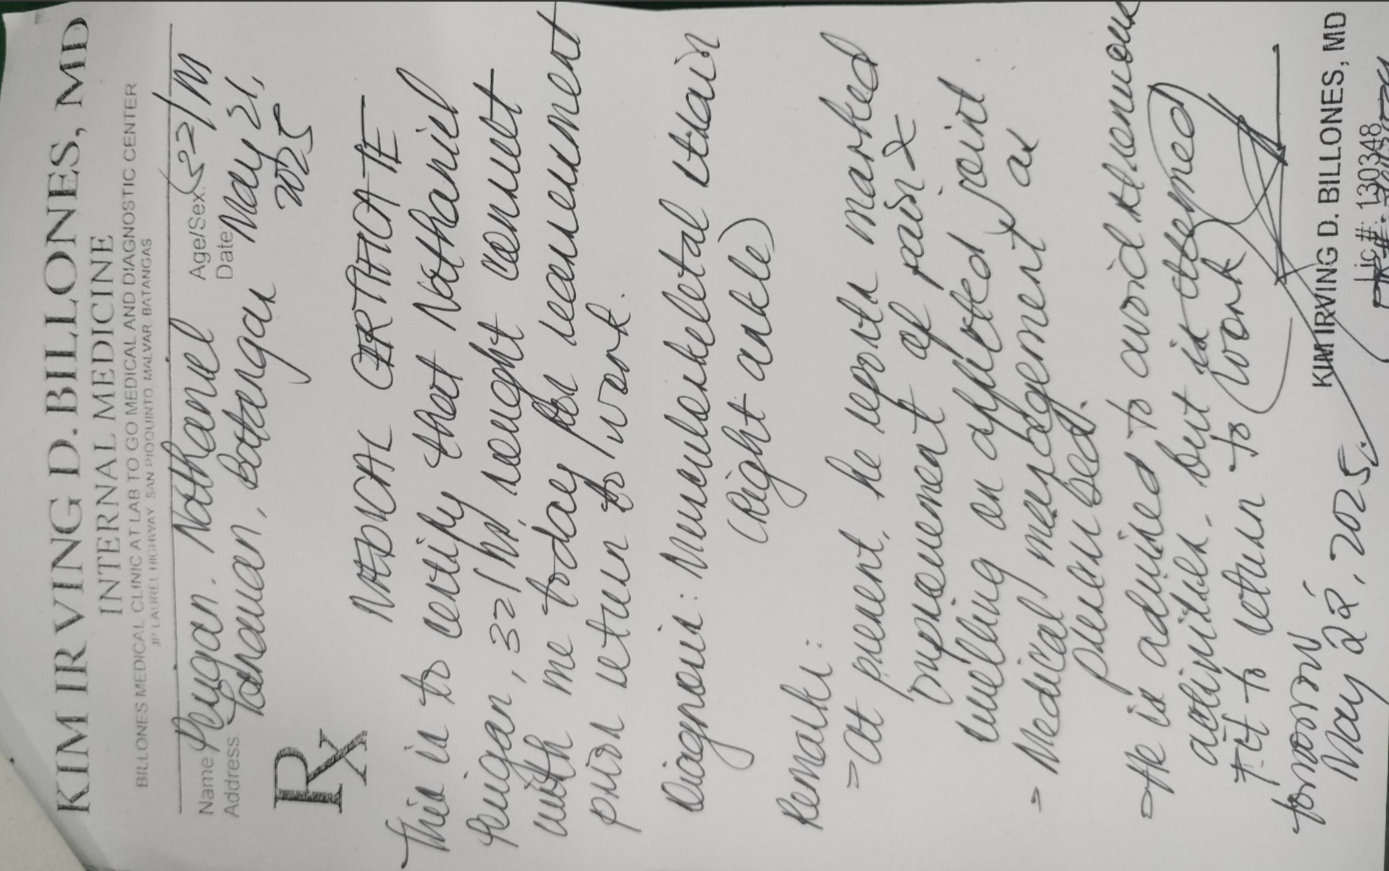 KIM IRVING D. BILLONES, MD
INTERNAL MEDICINE
BILLONES MEDICAL CLINIC AT LAB TO GO MEDICAL AND DIAGNOSTIC CENTER
JP LAUREL HIGHWAY, SAN PIOQUINTO MALVAR BATANGAS
Name Nathaniel Age/Sex: 32/M
Address Batangas Date: May 21,
2025
Rx
MEDICAL CERTIFICATE
This is to certify that Nathaniel
, 32/M, sought consult
with me today for reassessment
prior return to work.
Diagnosis: Musculoskeletal strain
(Right ankle)
Remarks:
- At present, he reports marked
improvement of pain &
swelling on affected joint.
- Medical management as
previous sed.
- He is advised to avoid strenuous
activities, but is deemed
FIT to return to work
tomorrow
May 22, 2025.
KIM IRVING D. BILLONES, MD
Lic#: 130348